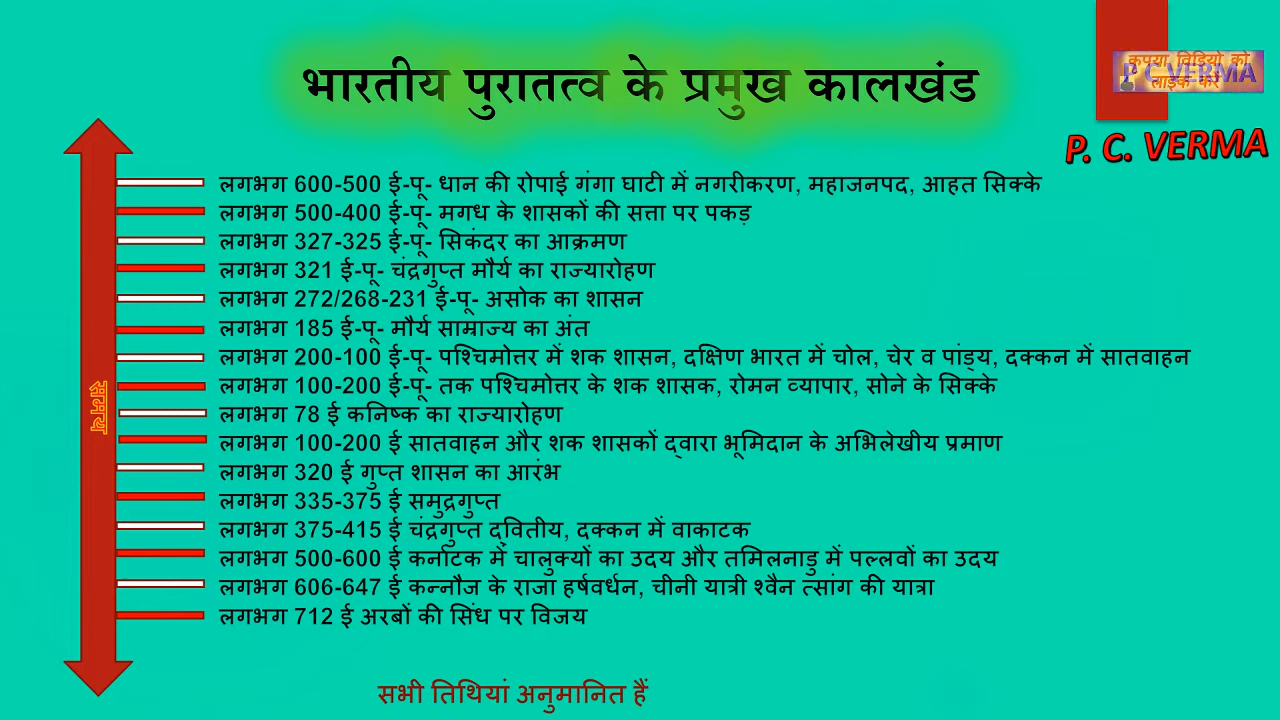 भारतीय पुरातत्व के प्रमुख कालखंड
कृपया विडियो को
P C VERMA
लाइक करें
P. C. VERMA
लगभग 600-500 ई-पू- धान की रोपाई गंगा घाटी में नगरीकरण, महाजनपद, आहत सिक्के
लगभग 500-400 ई-पू- मगध के शासकों की सत्ता पर पकड़
लगभग 327-325 ई-पू- सिकंदर का आक्रमण
लगभग 321 ई-पू- चंद्रगुप्त मौर्य का राज्यारोहण
लगभग 272/268-231 ई-पू- असोक का शासन
लगभग 185 ई-पू- मौर्य साम्राज्य का अंत
लगभग 200-100 ई-पू- पश्चिमोत्तर में शक शासन, दक्षिण भारत में चोल, चेर व पांड्य, दक्कन में सातवाहन
लगभग 100-200 ई-पू- तक पश्चिमोत्तर के शक शासक, रोमन व्यापार, सोने के सिक्के
लगभग 78 ई कनिष्क का राज्यारोहण
लगभग 100-200 ई सातवाहन और शक शासकों द्वारा भूमिदान के अभिलेखीय प्रमाण
लगभग 320 ई गुप्त शासन का आरंभ
लगभग 335-375 ई समुद्रगुप्त
लगभग 375-415 ई चंद्रगुप्त द्वितीय, दक्कन में वाकाटक
लगभग 500-600 ई कर्नाटक में चालुक्यों का उदय और तमिलनाडु में पल्लवों का उदय
लगभग 606-647 ई कन्नौज के राजा हर्षवर्धन, चीनी यात्री श्वैन त्सांग की यात्रा
लगभग 712 ई अरबों की सिंध पर विजय
समय
सभी तिथियां अनुमानित हैं